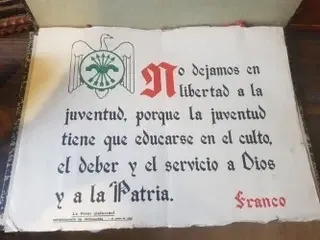 No dejamos en
libertad a la
juventud, porque la juventud
tiene que educarse en el culto,
el deber y el servicio a Dios
y a la Patria.
Franco